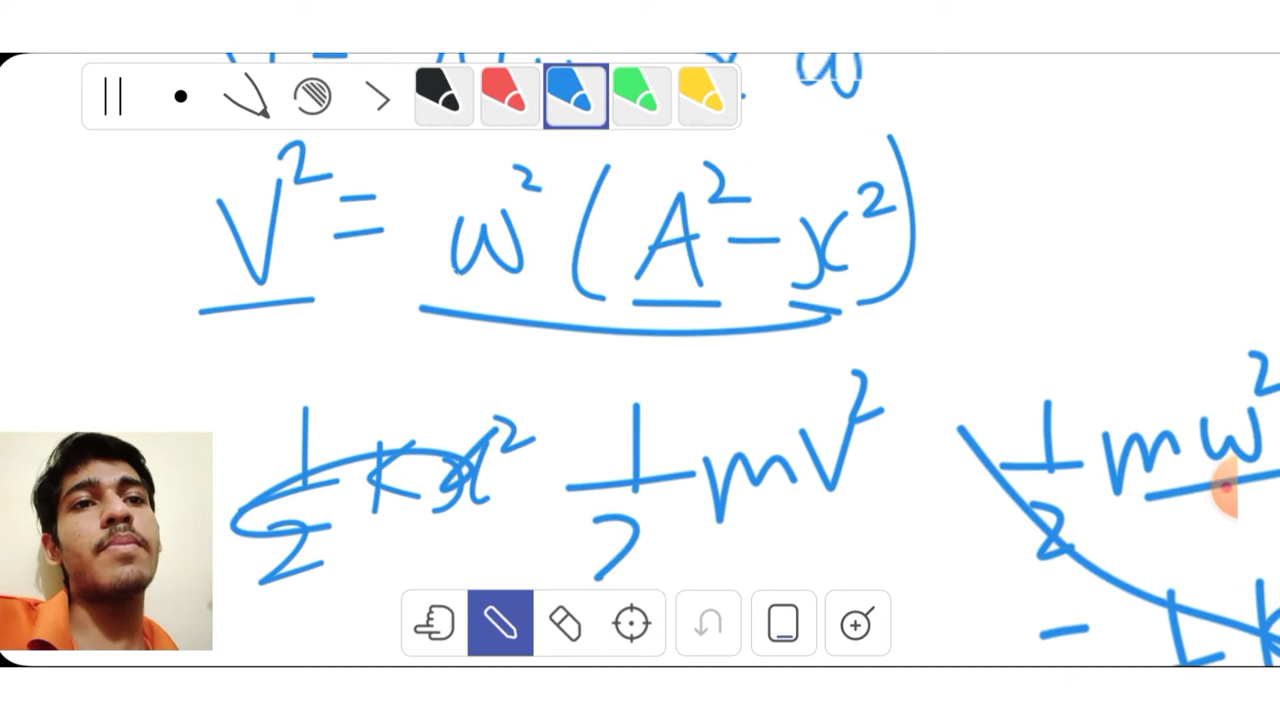 ω
V² = ω² (A² - x²)
½ kx² ½ mV² ½ mω²
-